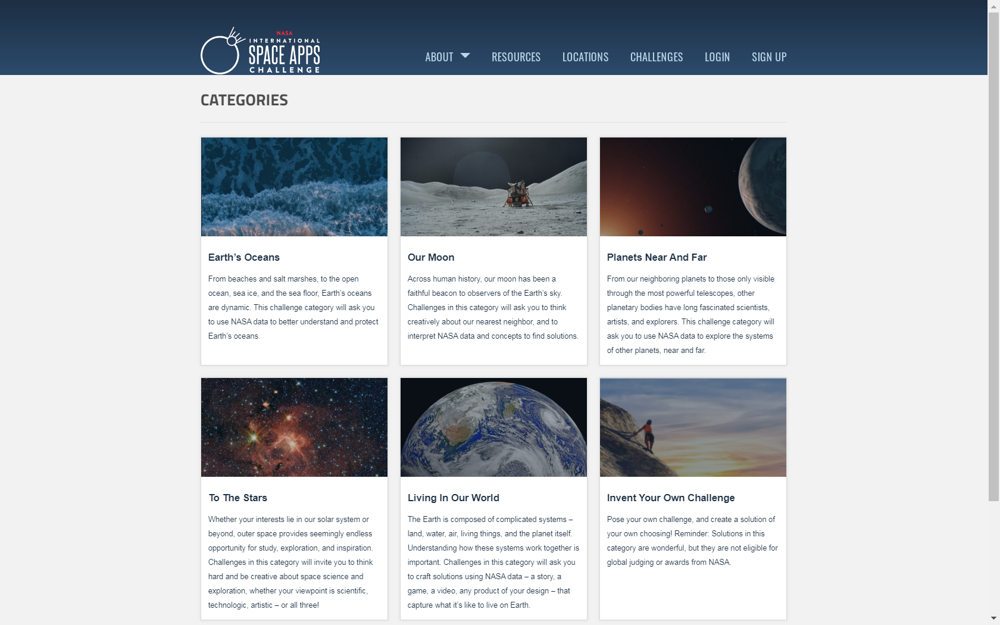 NASA
INTERNATIONAL
SPACE APPS
CHALLENGE
ABOUT RESOURCES LOCATIONS CHALLENGES LOGIN SIGN UP
CATEGORIES
Earth’s Oceans
From beaches and salt marshes, to the open
ocean, sea ice, and the sea floor, Earth’s oceans
are dynamic. This challenge category will ask you
to use NASA data to better understand and protect
Earth’s oceans.
Our Moon
Across human history, our moon has been a
faithful beacon to observers of the Earth’s sky.
Challenges in this category will ask you to think
creatively about our nearest neighbor, and to
interpret NASA data and concepts to find solutions.
Planets Near And Far
From our neighboring planets to those only visible
through the most powerful telescopes, other
planetary bodies have long fascinated scientists,
artists, and explorers. This challenge category will
ask you to use NASA data to explore the systems
of other planets, near and far.
To The Stars
Whether your interests lie in our solar system or
beyond, outer space provides seemingly endless
opportunity for study, exploration, and inspiration.
Challenges in this category will invite you to think
hard and be creative about space science and
exploration, whether your viewpoint is scientific,
technologic, artistic – or all three!
Living In Our World
The Earth is composed of complicated systems –
land, water, air, living things, and the planet itself.
Understanding how these systems work together is
important. Challenges in this category will ask you
to craft solutions using NASA data – a story, a
game, a video, any product of your design – that
capture what it’s like to live on Earth.
Invent Your Own Challenge
Pose your own challenge, and create a solution of
your own choosing! Reminder: Solutions in this
category are wonderful, but they are not eligible for
global judging or awards from NASA.